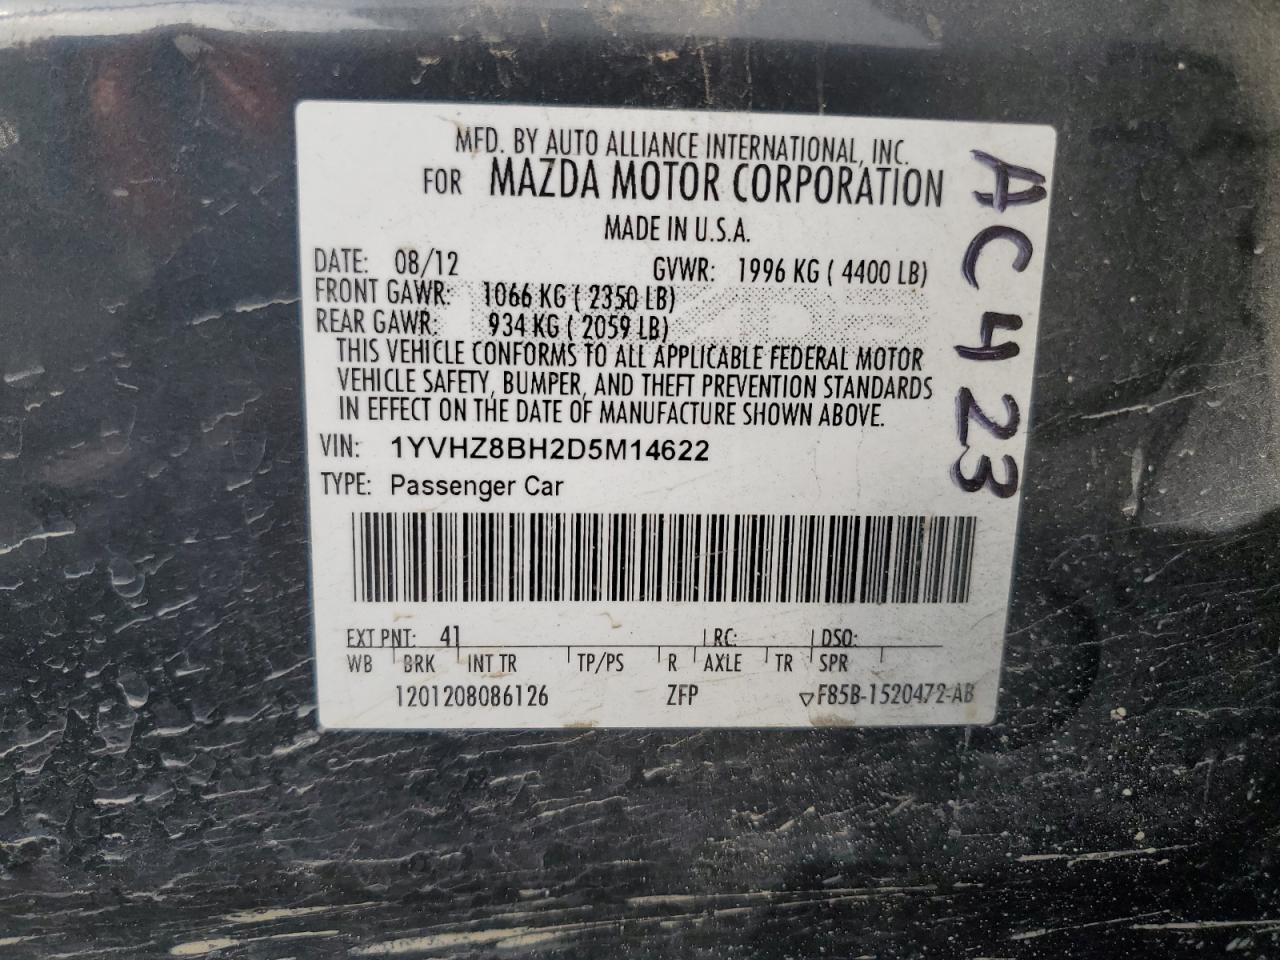 MFD. BY AUTO ALLIANCE INTERNATIONAL, INC.
FOR MAZDA MOTOR CORPORATION
MADE IN U.S.A.
DATE: 08/12 GVWR: 1996 KG ( 4400 LB)
FRONT GAWR: 1066 KG ( 2350 LB)
REAR GAWR: 934 KG ( 2059 LB)
THIS VEHICLE CONFORMS TO ALL APPLICABLE FEDERAL MOTOR
VEHICLE SAFETY, BUMPER, AND THEFT PREVENTION STANDARDS
IN EFFECT ON THE DATE OF MANUFACTURE SHOWN ABOVE.
VIN: 1YVHZ8BH2D5M14622
TYPE: Passenger Car
EXT PNT: 41 RC: DSO:
WB BRK INT TR TP/PS R AXLE TR SPR
1201208086126 ZFP ▽F85B-1520472-AB
AC423